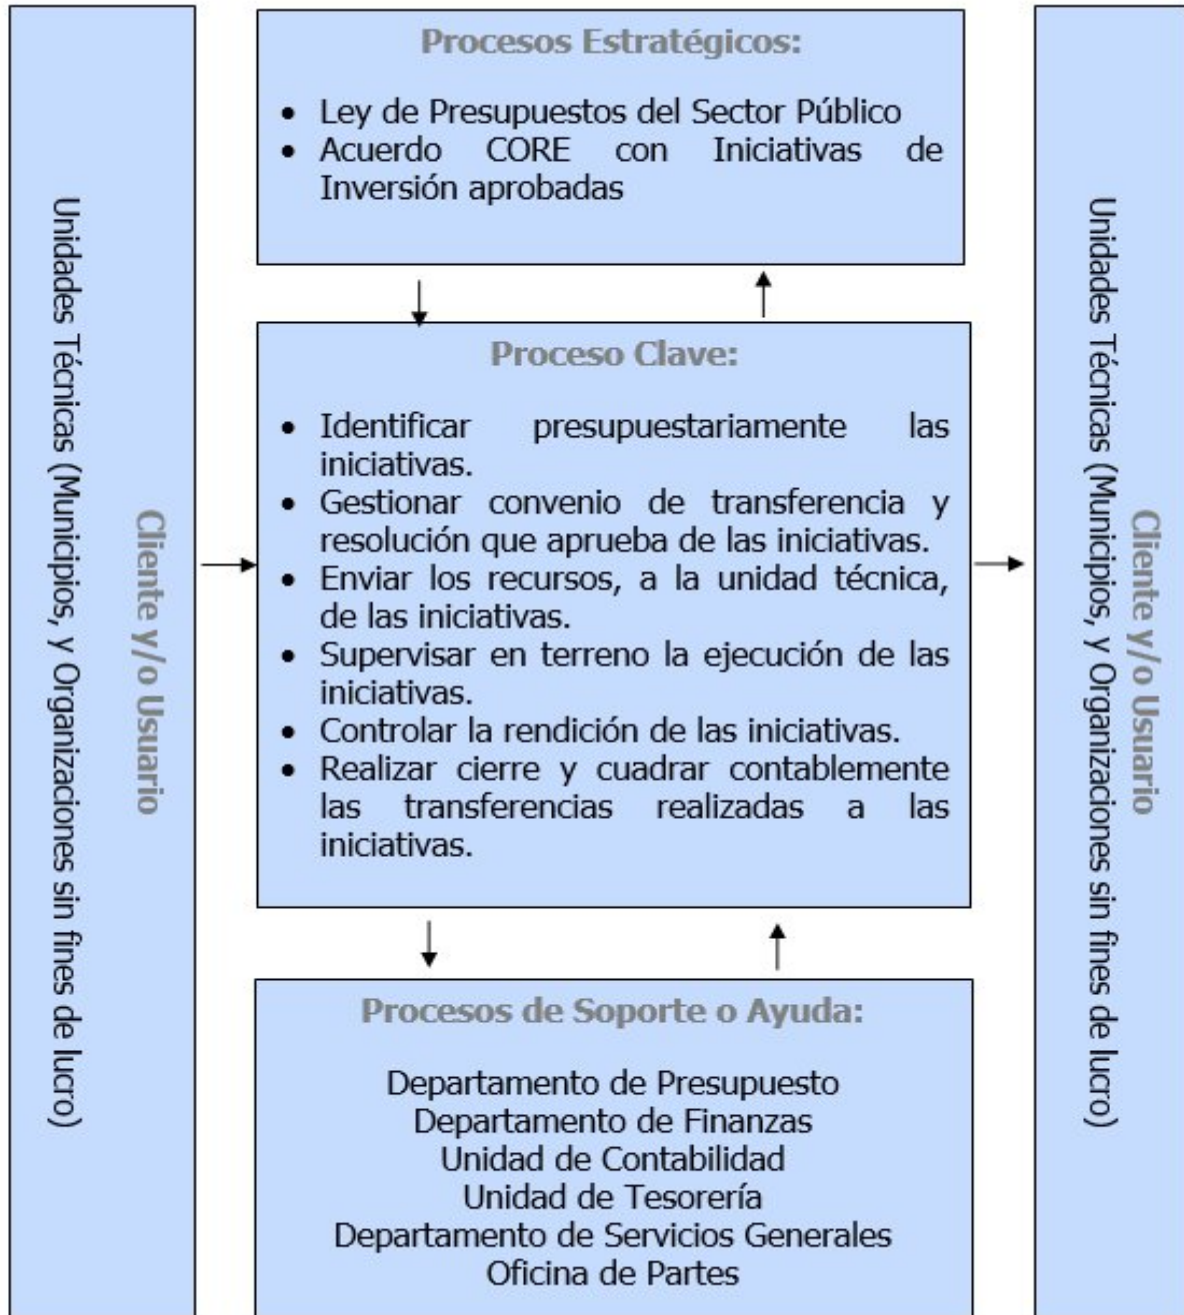 Procesos Estratégicos:
• Ley de Presupuestos del Sector Público
• Acuerdo CORE con Iniciativas de
Inversión aprobadas
Unidades Técnicas (Municipios, y Organizaciones sin fines de lucro)
Cliente y/o Usuario
Proceso Clave:
• Identificar presupuestariamente las
iniciativas.
• Gestionar convenio de transferencia y
resolución que aprueba de las iniciativas.
• Enviar los recursos, a la unidad técnica,
de las iniciativas.
• Supervisar en terreno la ejecución de las
iniciativas.
• Controlar la rendición de las iniciativas.
• Realizar cierre y cuadrar contablemente
las transferencias realizadas a las
iniciativas.
Cliente y/o Usuario
Unidades Técnicas (Municipios, y Organizaciones sin fines de lucro)
Procesos de Soporte o Ayuda:
Departamento de Presupuesto
Departamento de Finanzas
Unidad de Contabilidad
Unidad de Tesorería
Departamento de Servicios Generales
Oficina de Partes